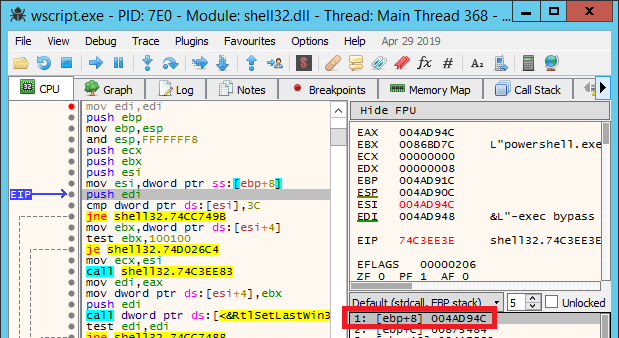 wscript.exe - PID: 7E0 - Module: shell32.dll - Thread: Main Thread 368 - ...
File View Debug Trace Plugins Favourites Options Help Apr 29 2019
CPU Graph Log Notes Breakpoints Memory Map Call Stack
mov edi,edi
push ebp
mov ebp,esp
and esp,FFFFFFF8
push ecx
push ebx
push esi
mov esi,dword ptr ss:[ebp+8]
EIP push edi
cmp dword ptr ds:[esi],3C
jne shell32.74CC749B
mov ebx,dword ptr ds:[esi+4]
test ebx,100100
je shell32.74D026C4
mov ecx,esi
call shell32.74C3EE83
mov edi,eax
mov dword ptr ds:[esi+4],ebx
push edi
call dword ptr ds:[<&RtlSetLastWin3
test edi,edi
Hide FPU
EAX 004AD94C
EBX 0086BD7C L"powershell.exe
ECX 00000000
EDX 00000008
EBP 004AD91C
ESP 004AD90C
ESI 004AD94C
EDI 004AD948 &L"-exec bypass
EIP 74C3EE3E shell32.74C3EE3E
EFLAGS 00000206
ZF 0 PF 1 AF 0
Default (stdcall, EBP stack) 5 Unlocked
1: [ebp+8] 004AD94C